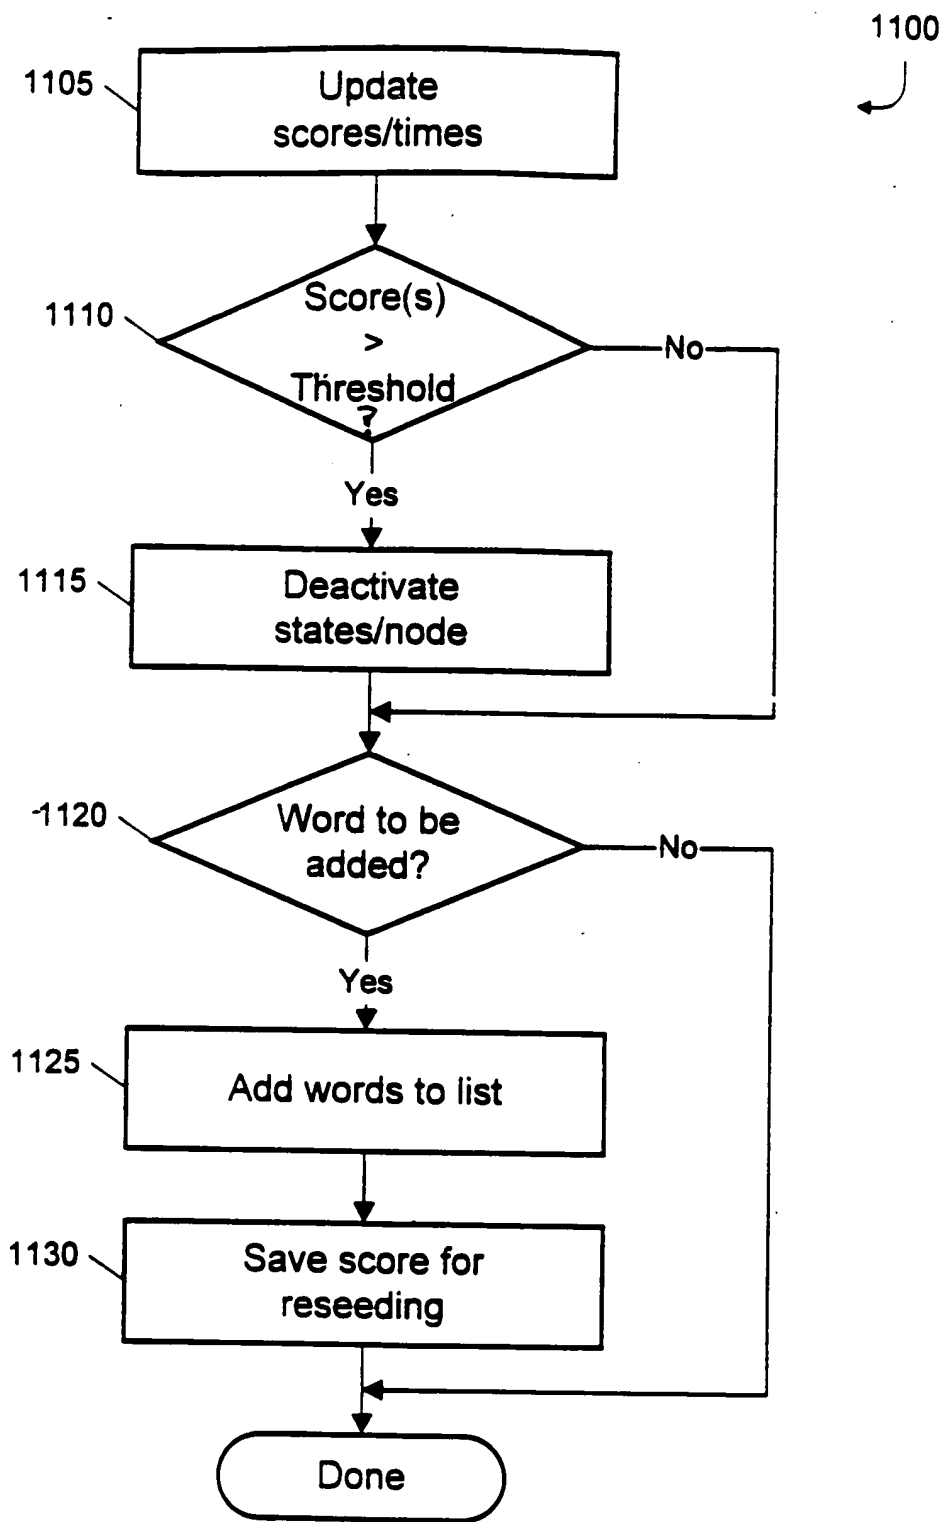 1100
1105
Update
scores/times
1110
Score(s)
>
Threshold
?
No
Yes
1115
Deactivate
states/node
1120
Word to be
added?
No
Yes
1125
Add words to list
1130
Save score for
reseeding
Done